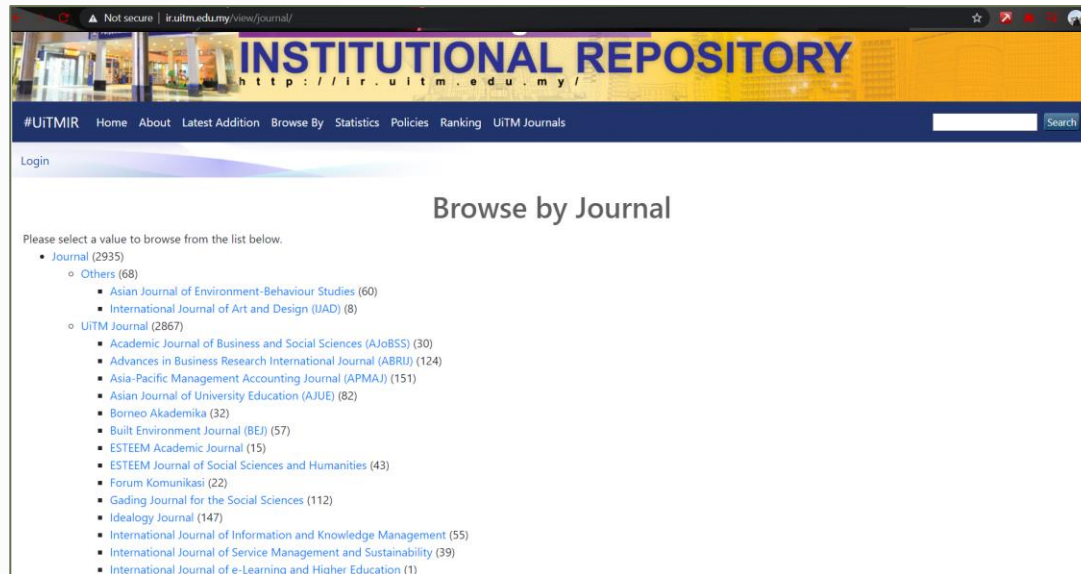 Not secure | ir.uitm.edu.my/view/journal/
INSTITUTIONAL REPOSITORY
http://ir.uitm.edu.my/
#UiTMIR Home About Latest Addition Browse By Statistics Policies Ranking UiTM Journals Search
Login
Browse by Journal
Please select a value to browse from the list below.
• Journal (2935)
○ Others (68)
▪ Asian Journal of Environment-Behaviour Studies (60)
▪ International Journal of Art and Design (IJAD) (8)
○ UiTM Journal (2867)
▪ Academic Journal of Business and Social Sciences (AJoBSS) (30)
▪ Advances in Business Research International Journal (ABRIJ) (124)
▪ Asia-Pacific Management Accounting Journal (APMAJ) (151)
▪ Asian Journal of University Education (AJUE) (82)
▪ Borneo Akademika (32)
▪ Built Environment Journal (BEJ) (57)
▪ ESTEEM Academic Journal (15)
▪ ESTEEM Journal of Social Sciences and Humanities (43)
▪ Forum Komunikasi (22)
▪ Gading Journal for the Social Sciences (112)
▪ Idealogy Journal (147)
▪ International Journal of Information and Knowledge Management (55)
▪ International Journal of Service Management and Sustainability (39)
▪ International Journal of e-Learning and Higher Education (1)